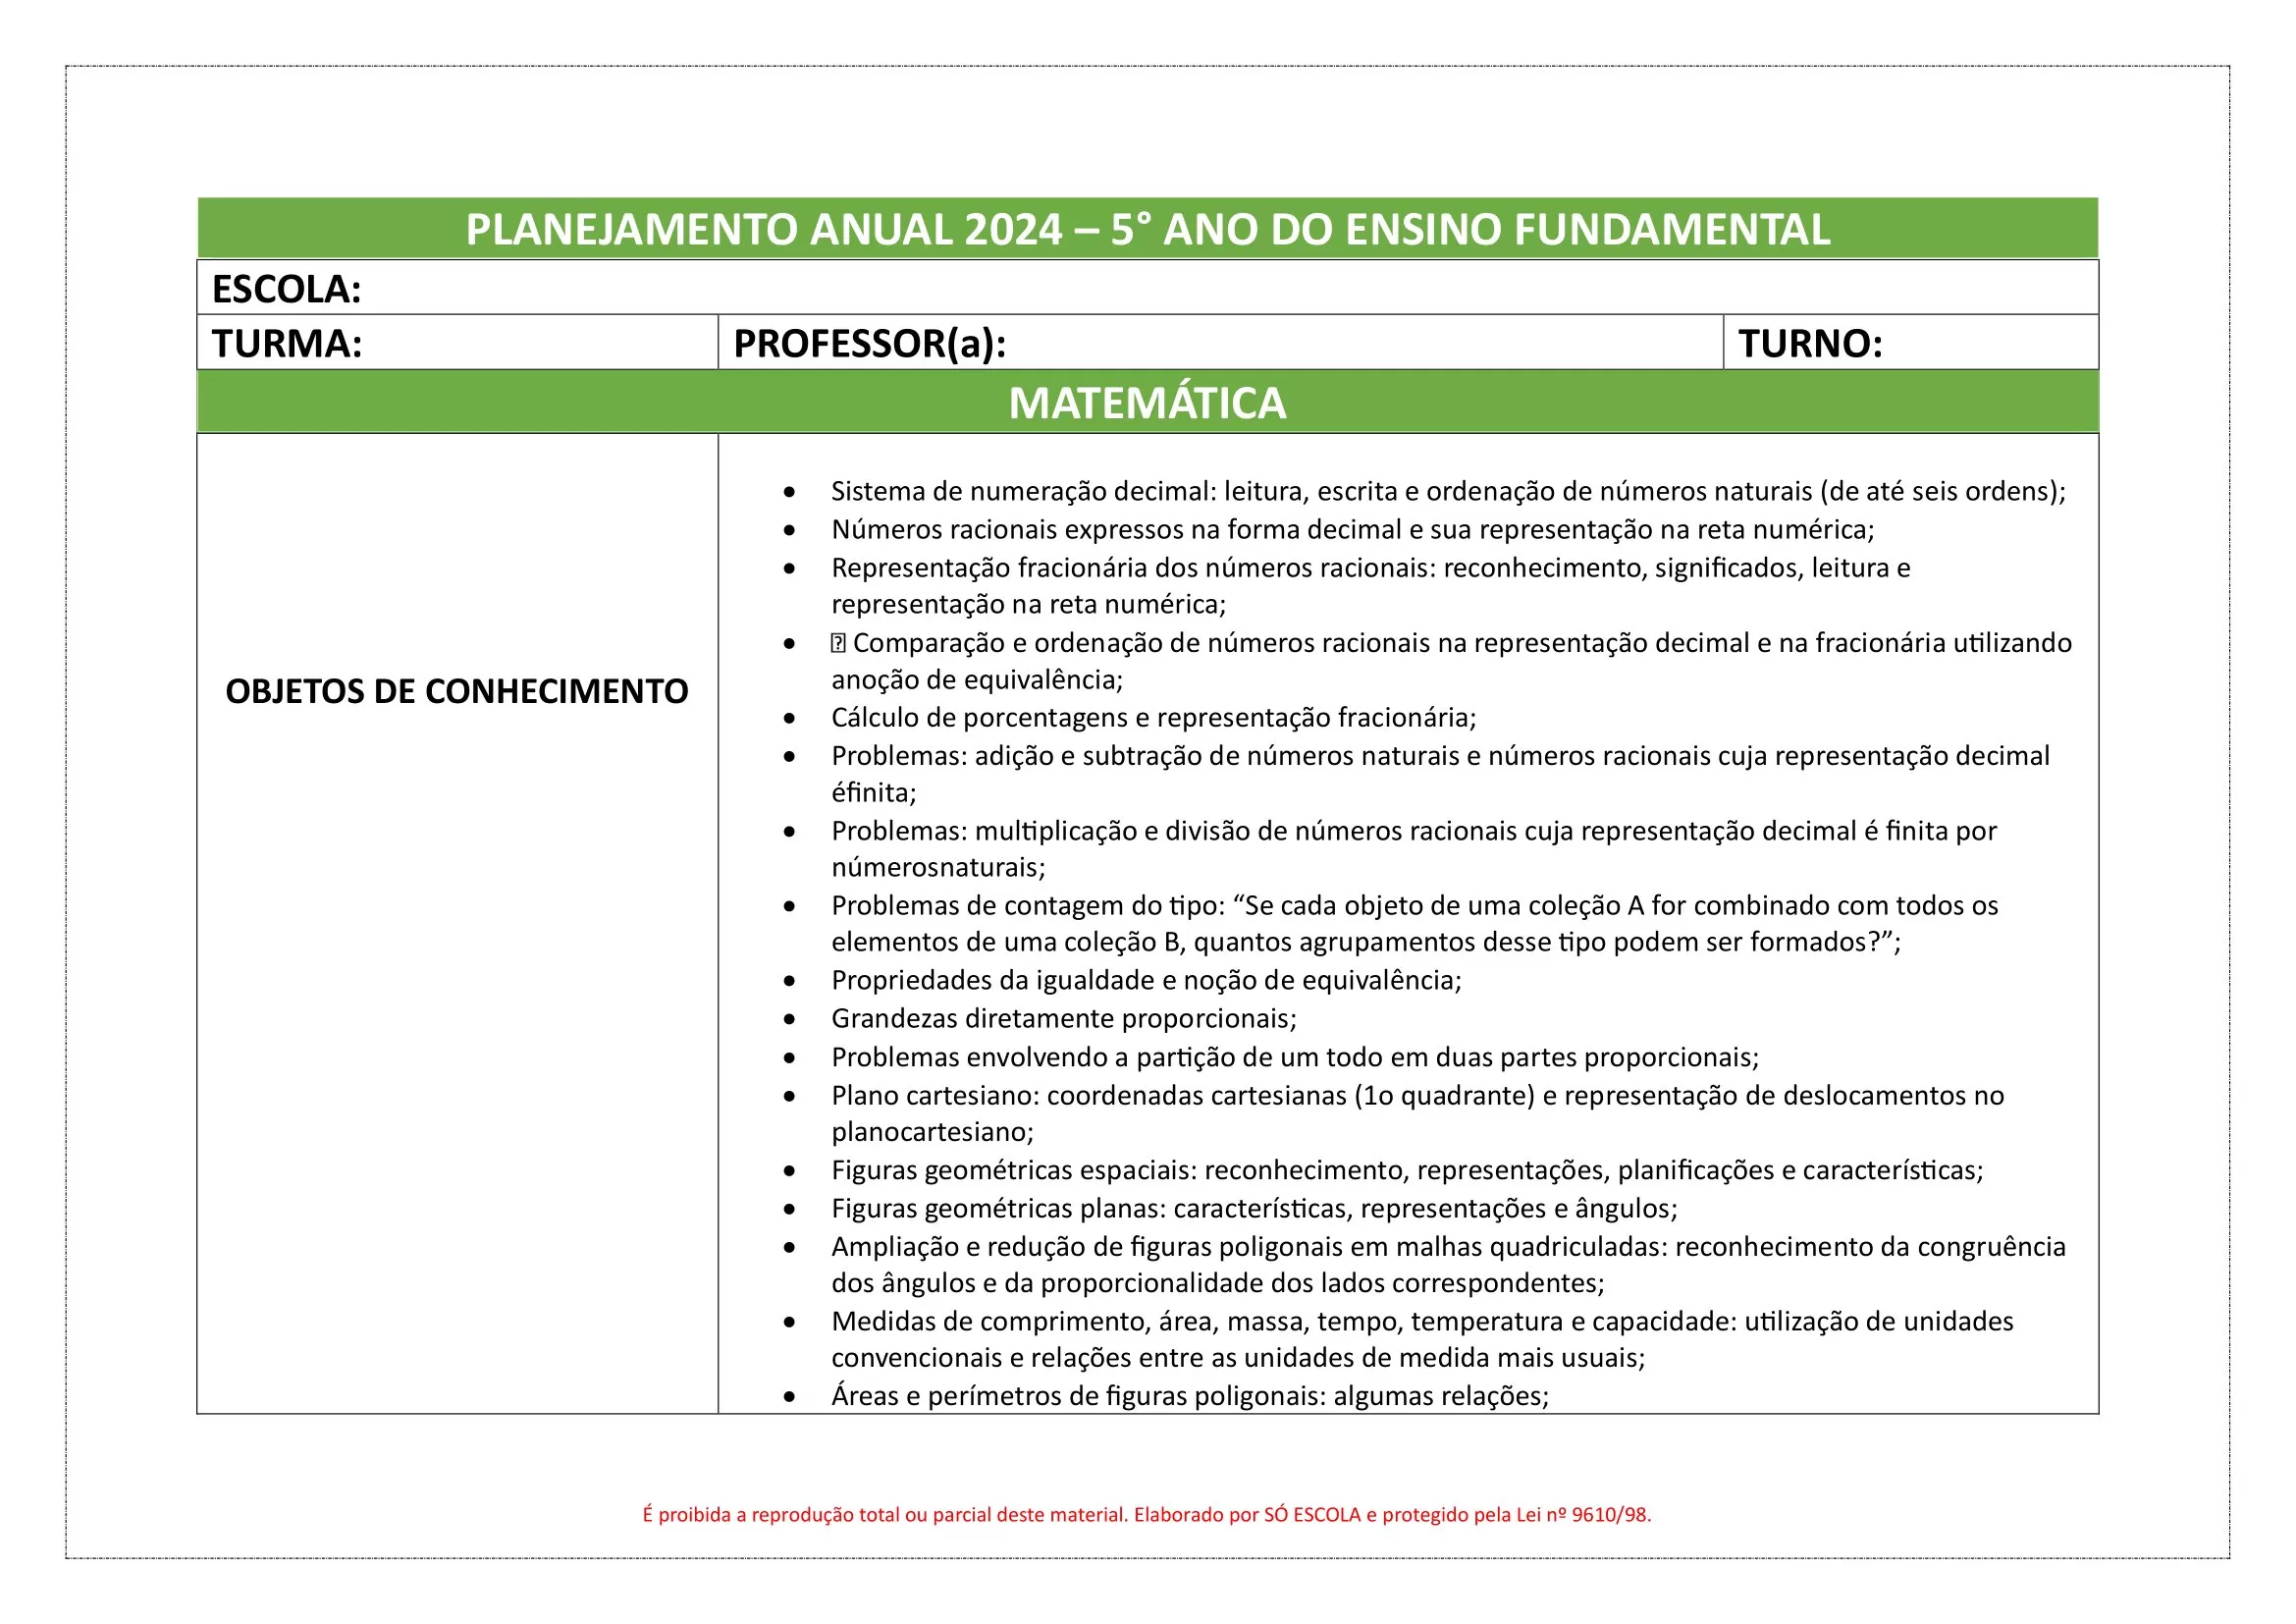 PLANEJAMENTO ANUAL 2024 – 5° ANO DO ENSINO FUNDAMENTAL
ESCOLA:
TURMA: PROFESSOR(a): TURNO:
MATEMÁTICA
OBJETOS DE CONHECIMENTO
• Sistema de numeração decimal: leitura, escrita e ordenação de números naturais (de até seis ordens);
• Números racionais expressos na forma decimal e sua representação na reta numérica;
• Representação fracionária dos números racionais: reconhecimento, significados, leitura e
representação na reta numérica;
• ⍰ Comparação e ordenação de números racionais na representação decimal e na fracionária utilizando
anoção de equivalência;
• Cálculo de porcentagens e representação fracionária;
• Problemas: adição e subtração de números naturais e números racionais cuja representação decimal
éfinita;
• Problemas: multiplicação e divisão de números racionais cuja representação decimal é finita por
númerosnaturais;
• Problemas de contagem do tipo: “Se cada objeto de uma coleção A for combinado com todos os
elementos de uma coleção B, quantos agrupamentos desse tipo podem ser formados?”;
• Propriedades da igualdade e noção de equivalência;
• Grandezas diretamente proporcionais;
• Problemas envolvendo a partição de um todo em duas partes proporcionais;
• Plano cartesiano: coordenadas cartesianas (1o quadrante) e representação de deslocamentos no
planocartesiano;
• Figuras geométricas espaciais: reconhecimento, representações, planificações e características;
• Figuras geométricas planas: características, representações e ângulos;
• Ampliação e redução de figuras poligonais em malhas quadriculadas: reconhecimento da congruência
dos ângulos e da proporcionalidade dos lados correspondentes;
• Medidas de comprimento, área, massa, tempo, temperatura e capacidade: utilização de unidades
convencionais e relações entre as unidades de medida mais usuais;
• Áreas e perímetros de figuras poligonais: algumas relações;
É proibida a reprodução total ou parcial deste material. Elaborado por SÓ ESCOLA e protegido pela Lei nº 9610/98.